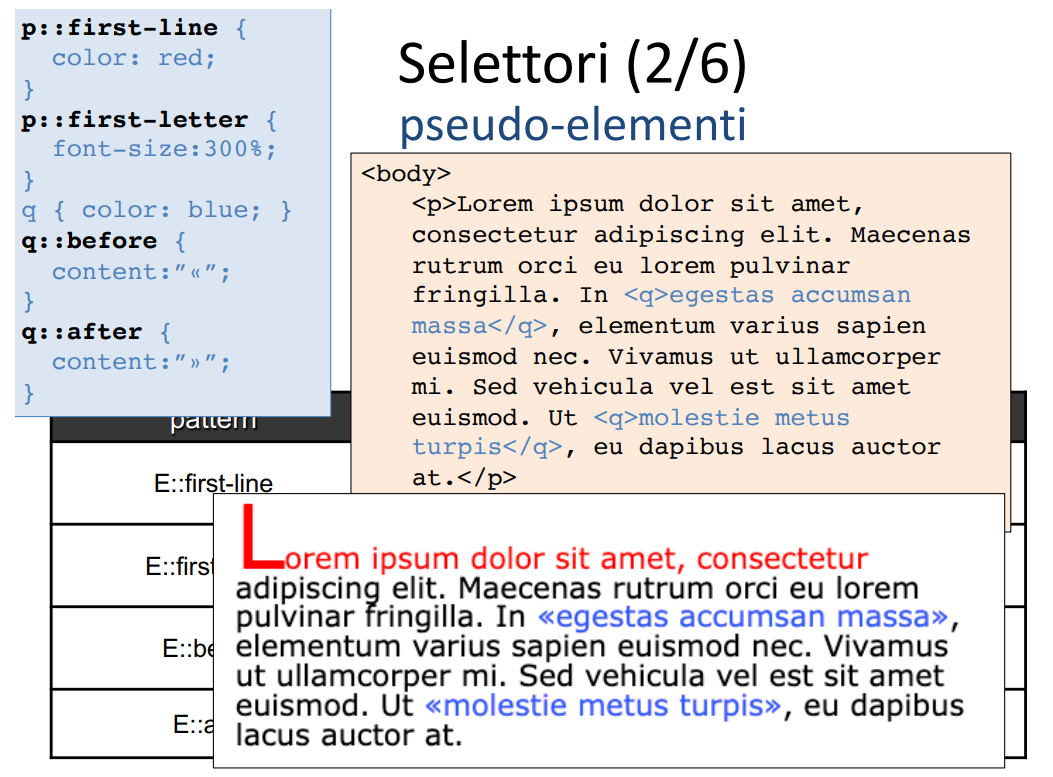 p::first-line {
color: red;
}
p::first-letter {
font-size:300%;
}
q { color: blue; }
q::before {
content:”«”;
}
q::after {
content:”»”;
}
Selettori (2/6)
pseudo-elementi
<body>
<p>Lorem ipsum dolor sit amet,
consectetur adipiscing elit. Maecenas
rutrum orci eu lorem pulvinar
fringilla. In <q>egestas accumsan
massa</q>, elementum varius sapien
euismod nec. Vivamus ut ullamcorper
mi. Sed vehicula vel est sit amet
euismod. Ut <q>molestie metus
turpis</q>, eu dapibus lacus auctor
at.</p>
pattern
E::first-line
E::first
E::be
E::a
Lorem ipsum dolor sit amet, consectetur
adipiscing elit. Maecenas rutrum orci eu lorem
pulvinar fringilla. In «egestas accumsan massa»,
elementum varius sapien euismod nec. Vivamus
ut ullamcorper mi. Sed vehicula vel est sit amet
euismod. Ut «molestie metus turpis», eu dapibus
lacus auctor at.